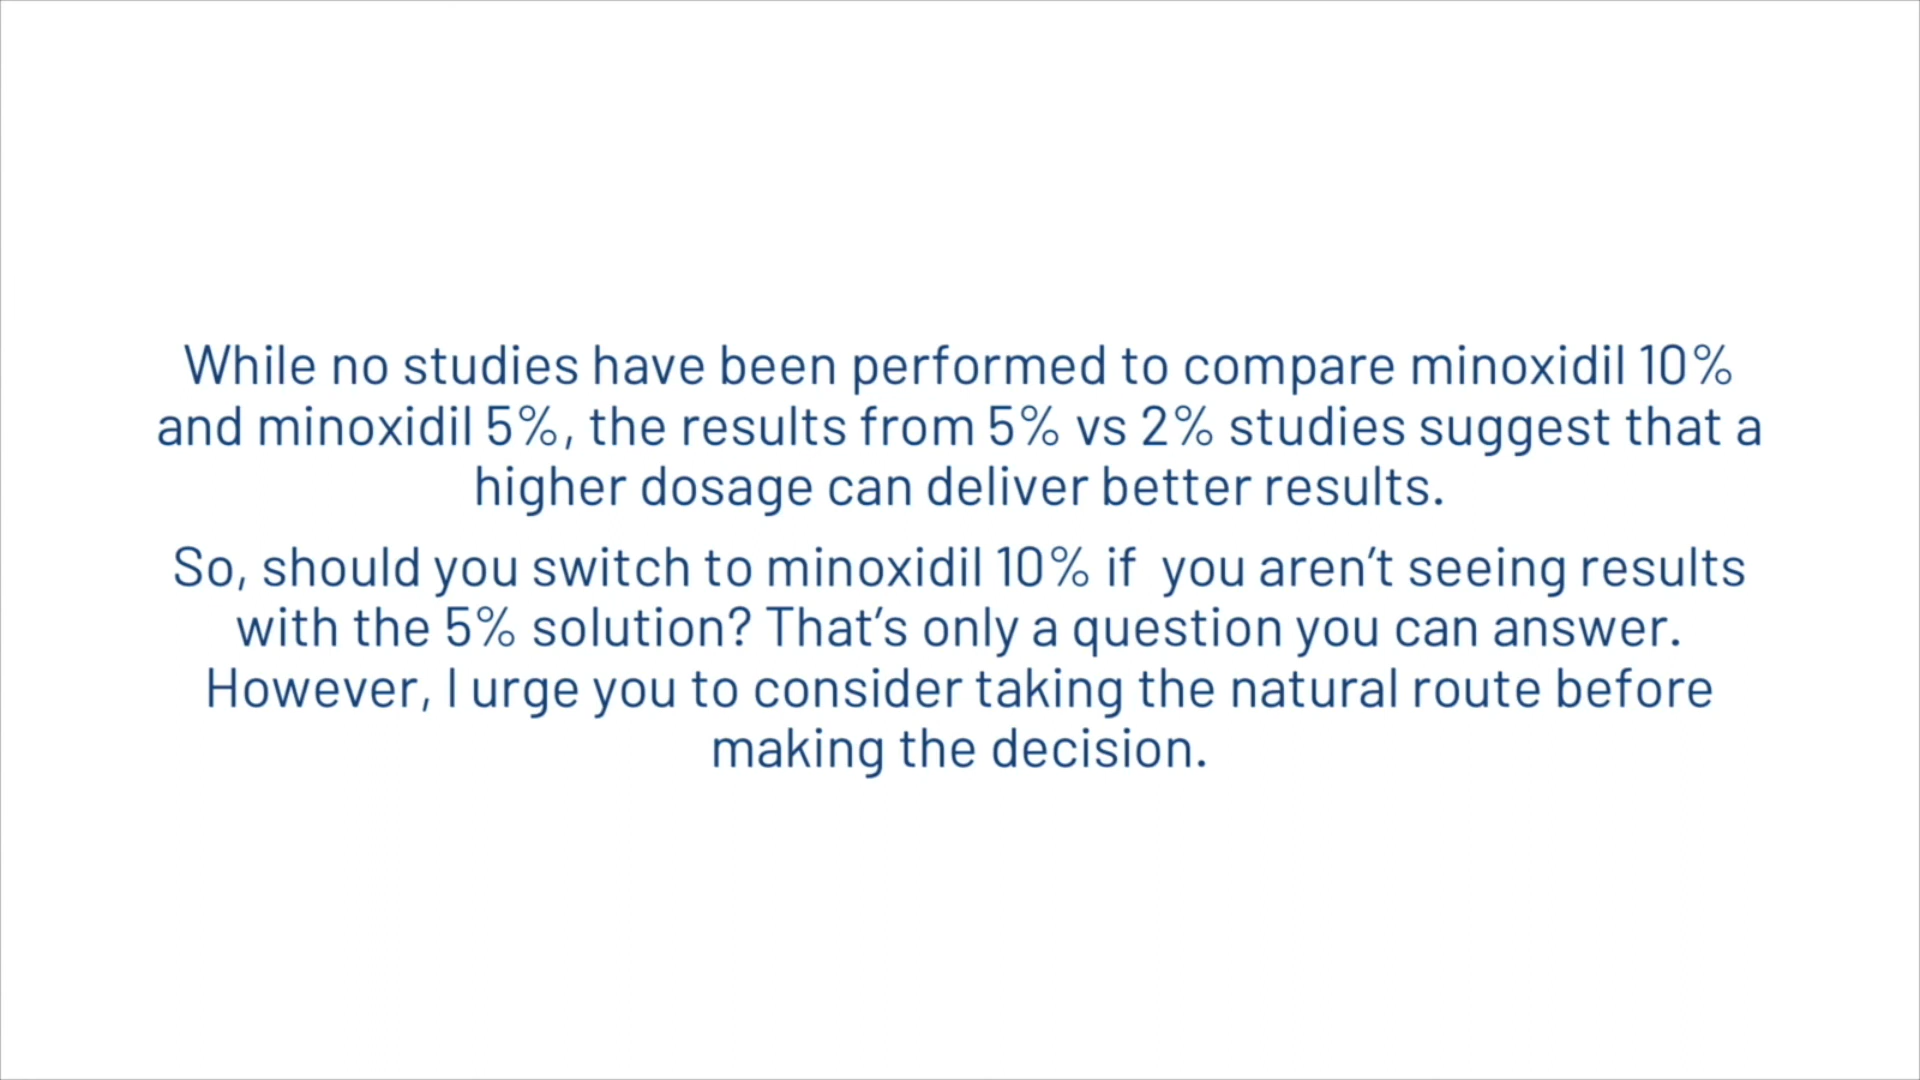 While no studies have been performed to compare minoxidil 10%
and minoxidil 5%, the results from 5% vs 2% studies suggest that a
higher dosage can deliver better results.
So, should you switch to minoxidil 10% if  you aren’t seeing results
with the 5% solution? That’s only a question you can answer.
However, I urge you to consider taking the natural route before
making the decision.